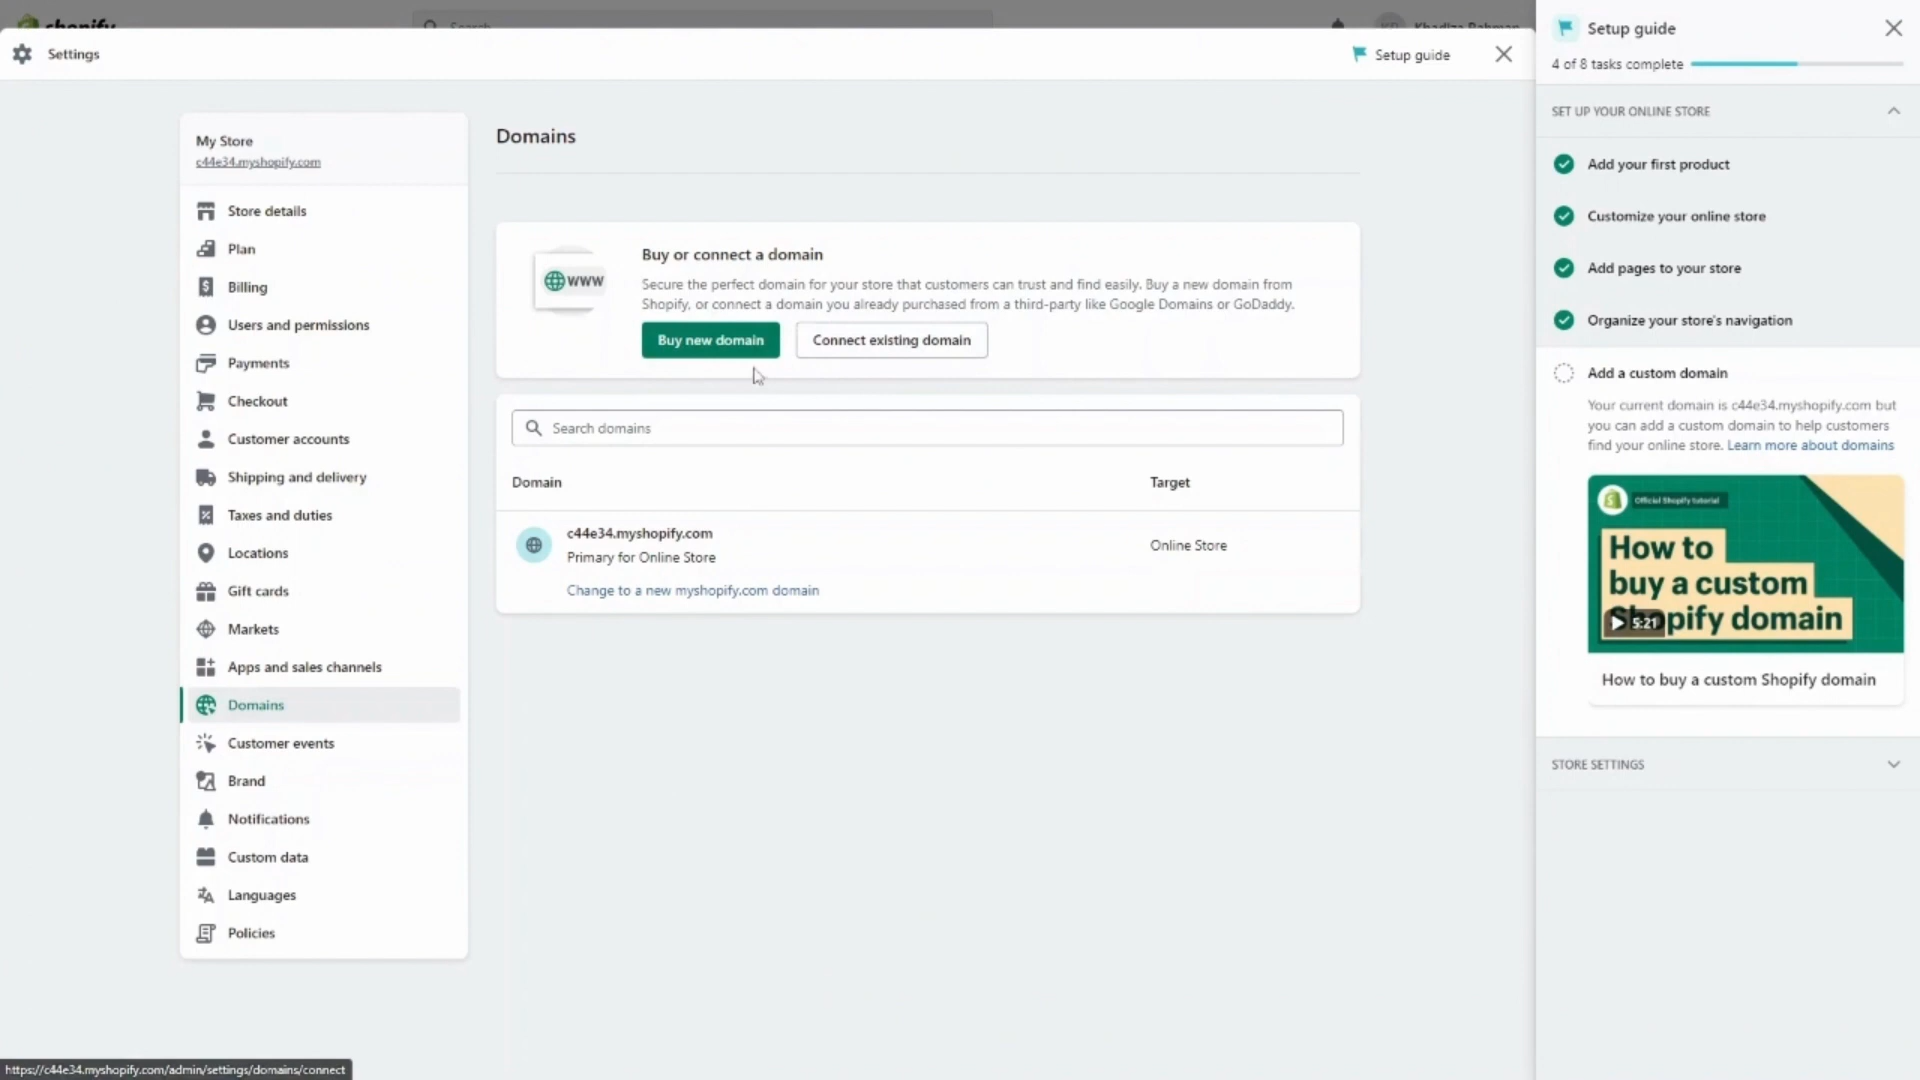 shopify
Search
Khadiza Rahman
Settings
Setup guide
My Store
c44e34.myshopify.com
Store details
Plan
Billing
Users and permissions
Payments
Checkout
Customer accounts
Shipping and delivery
Taxes and duties
Locations
Gift cards
Markets
Apps and sales channels
Domains
Customer events
Brand
Notifications
Custom data
Languages
Policies
Domains
WWW
Buy or connect a domain
Secure the perfect domain for your store that customers can trust and find easily. Buy a new domain from
Shopify, or connect a domain you already purchased from a third-party like Google Domains or GoDaddy.
Buy new domain
Connect existing domain
Search domains
Domain Target
c44e34.myshopify.com
Primary for Online Store
Online Store
Change to a new myshopify.com domain
Setup guide
4 of 8 tasks complete
SET UP YOUR ONLINE STORE
Add your first product
Customize your online store
Add pages to your store
Organize your store's navigation
Add a custom domain
Your current domain is c44e34.myshopify.com but
you can add a custom domain to help customers
find your online store. Learn more about domains
Official Shopify tutorial
How to
buy a custom
Shopify domain
5:21
How to buy a custom Shopify domain
STORE SETTINGS
https://c44e34.myshopify.com/admin/settings/domains/connect